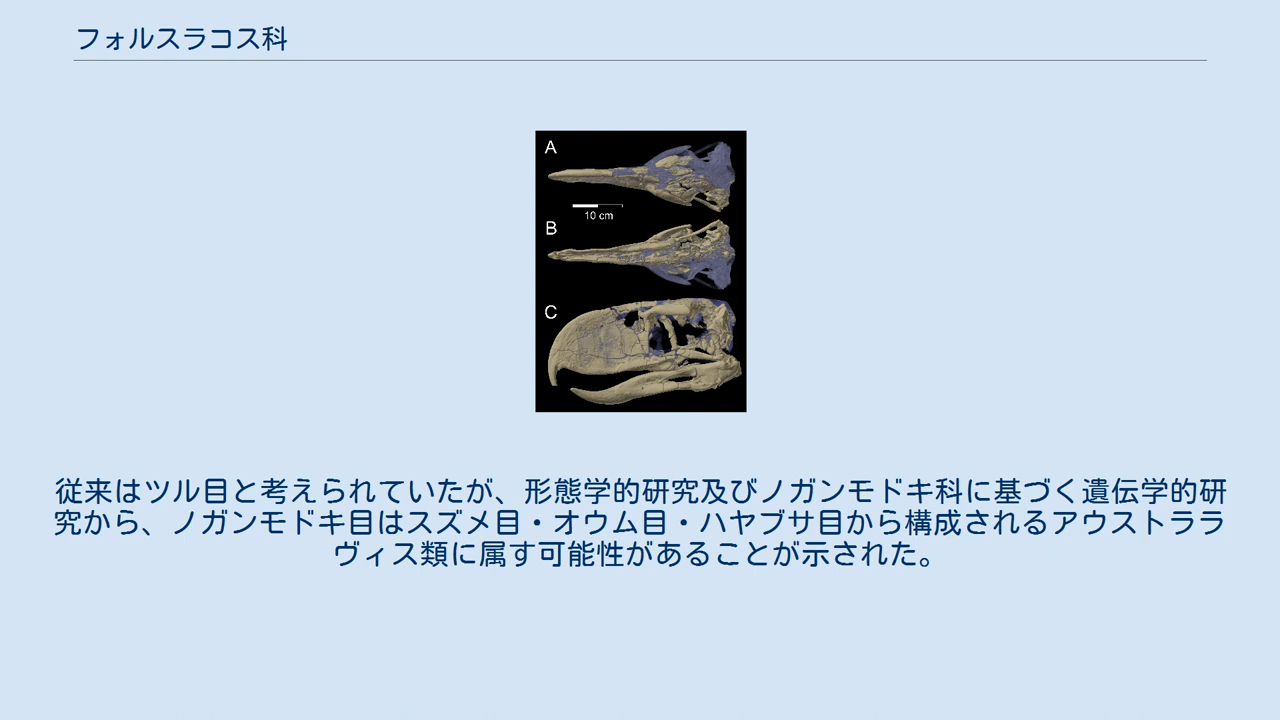 フォルスラコス科
A
10 cm
B
C
従来はツル目と考えられていたが、形態学的研究及びノガンモドキ科に基づく遺伝学的研
究から、ノガンモドキ目はスズメ目・オウム目・ハヤブサ目から構成されるアウストララ
ヴィス類に属す可能性があることが示された。